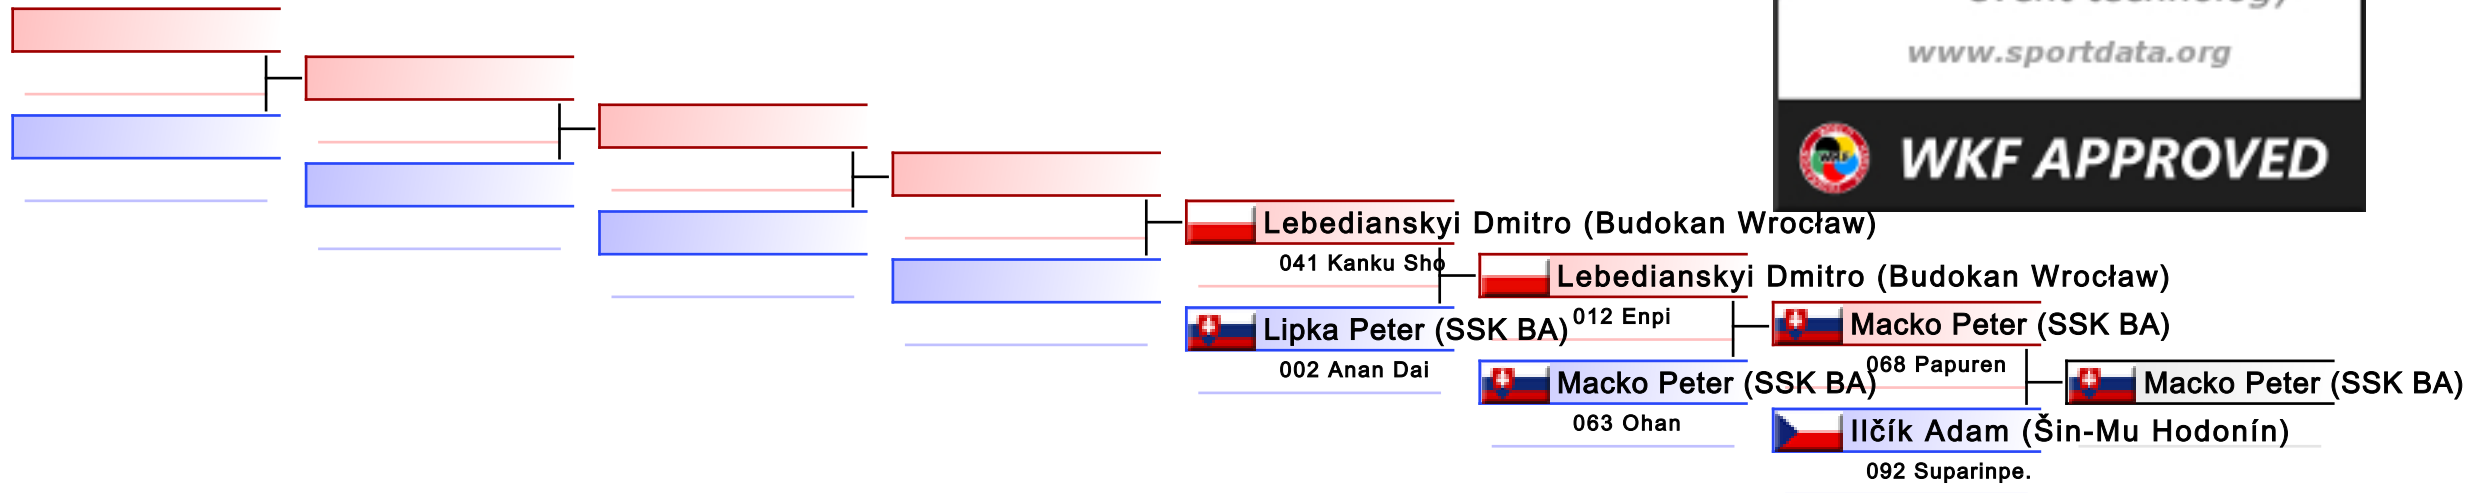 event technology
www.sportdata.org
WKF APPROVED
Lebedianskyi Dmitro (Budokan Wrocław)
041 Kanku Sho
Lipka Peter (SSK BA)
002 Anan Dai
Lebedianskyi Dmitro (Budokan Wrocław)
012 Enpi
Macko Peter (SSK BA)
063 Ohan
Macko Peter (SSK BA)
068 Papuren
Ilčík Adam (Šin-Mu Hodonín)
092 Suparinpe.
Macko Peter (SSK BA)